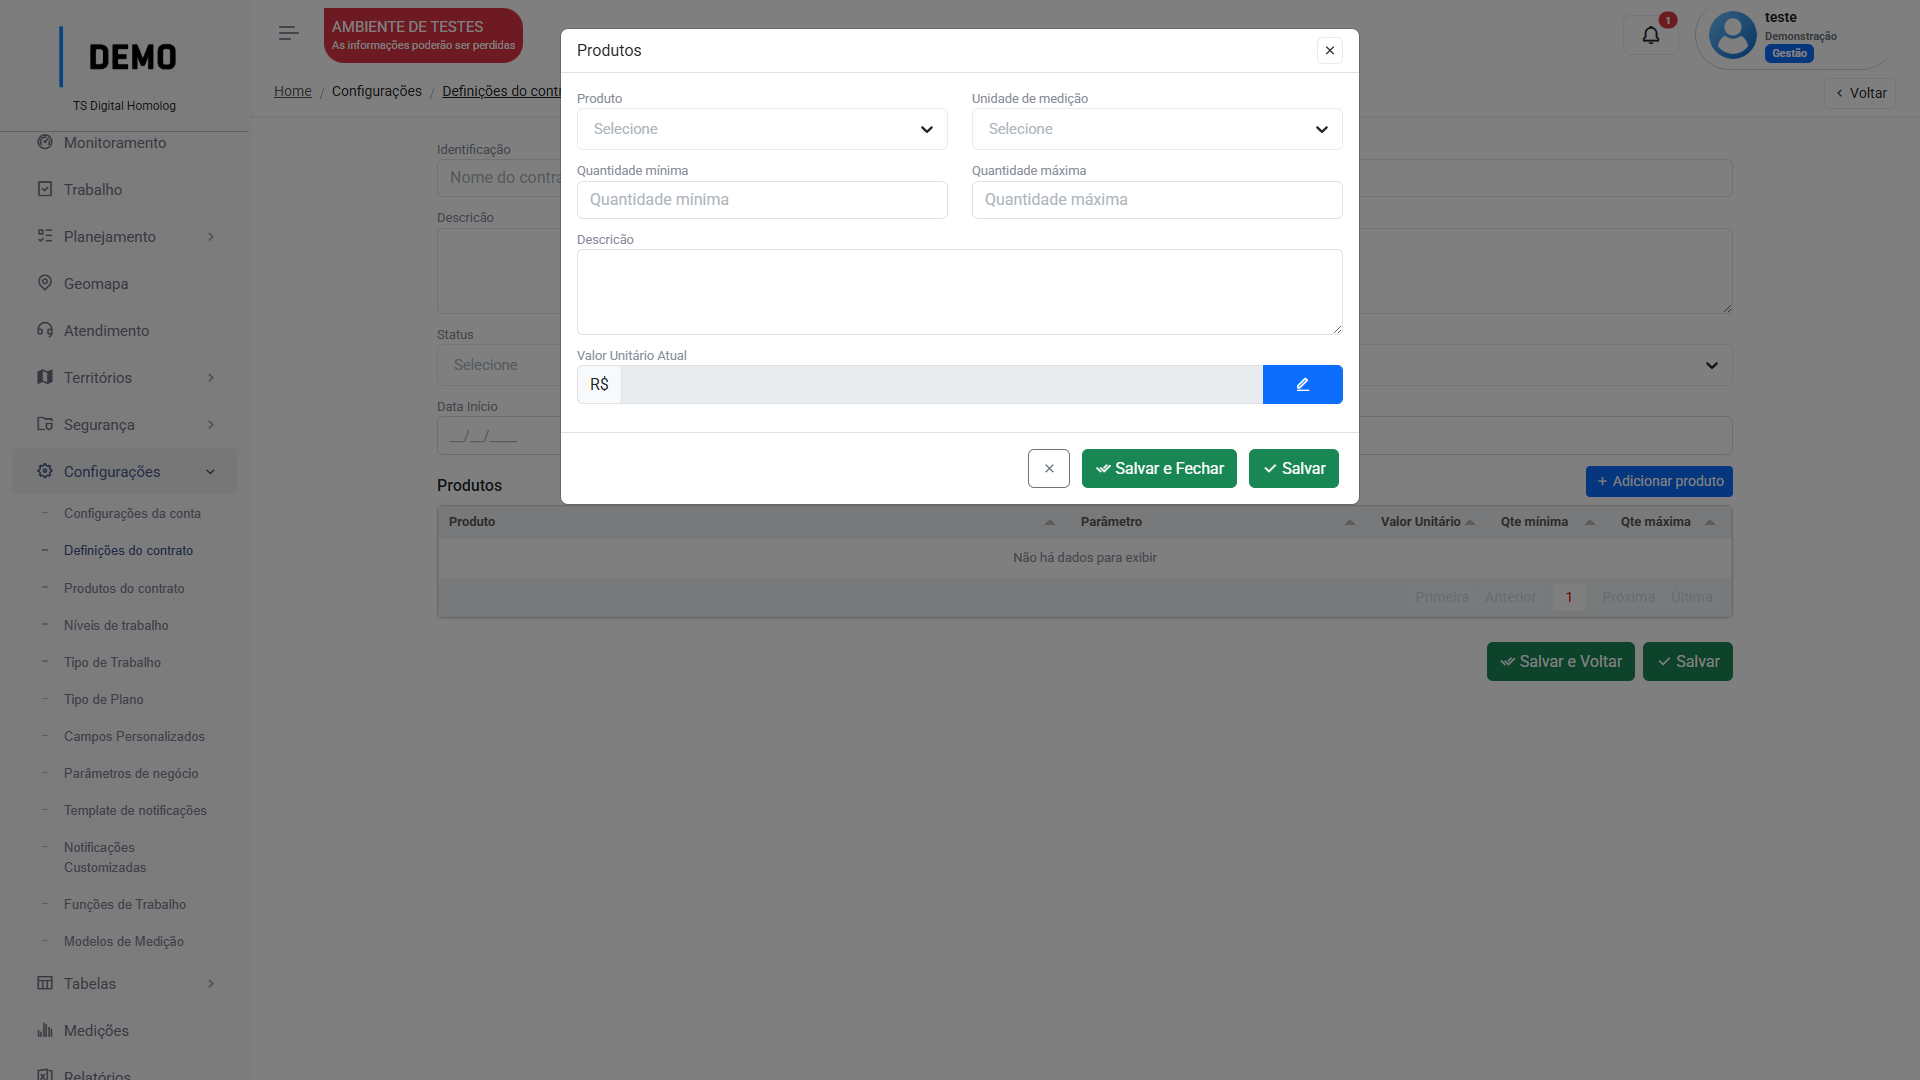 DEMO
TS Digital Homolog
Monitoramento
Trabalho
Planejamento
Geomapa
Atendimento
Territórios
Segurança
Configurações
Configurações da conta
Definições do contrato
Produtos do contrato
Níveis de trabalho
Tipo de Trabalho
Tipo de Plano
Campos Personalizados
Parâmetros de negócio
Template de notificações
Notificações
Customizadas
Funções de Trabalho
Modelos de Medição
Tabelas
Medições
Relatórios
AMBIENTE DE TESTES
As informações poderão ser perdidas
1
teste
Demonstração
Gestão
Home / Configurações / Definições do contr
Voltar
Identificação
Nome do contra
Descricão
Status
Selecione
Data Início
__/__/____
Produtos
Adicionar produto
Produto Parâmetro Valor Unitário Qte mínima Qte máxima
Não há dados para exibir
Primeira Anterior 1 Próxima Última
Salvar e Voltar
Salvar
Produtos
Produto
Selecione
Unidade de medição
Selecione
Quantidade mínima
Quantidade mínima
Quantidade máxima
Quantidade máxima
Descricão
Valor Unitário Atual
R$
Salvar e Fechar
Salvar